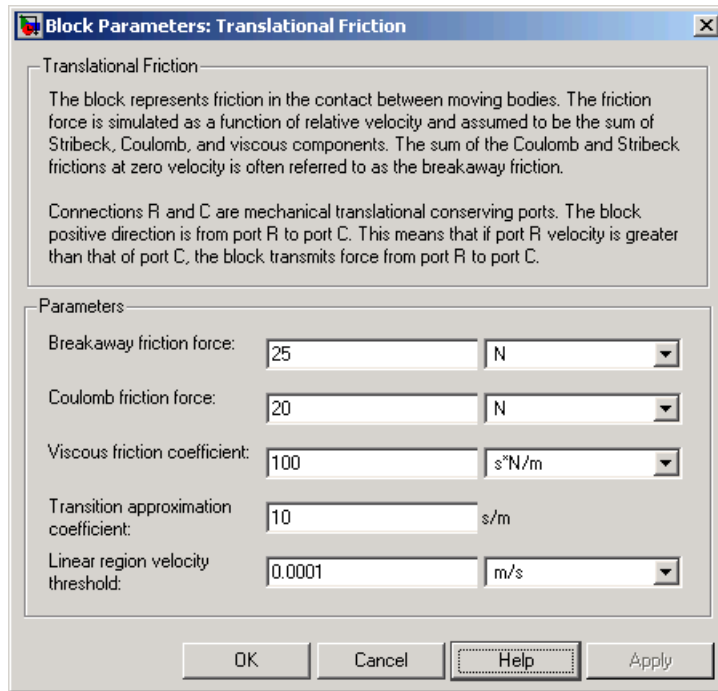 Block Parameters: Translational Friction
Translational Friction
The block represents friction in the contact between moving bodies. The friction
force is simulated as a function of relative velocity and assumed to be the sum of
Stribeck, Coulomb, and viscous components. The sum of the Coulomb and Stribeck
frictions at zero velocity is often referred to as the breakaway friction.
Connections R and C are mechanical translational conserving ports. The block
positive direction is from port R to port C. This means that if port R velocity is greater
than that of port C, the block transmits force from port R to port C.
Parameters
Breakaway friction force: 25 N
Coulomb friction force: 20 N
Viscous friction coefficient: 100 s*N/m
Transition approximation
coefficient: 10 s/m
Linear region velocity
threshold: 0.0001 m/s
OK Cancel Help Apply